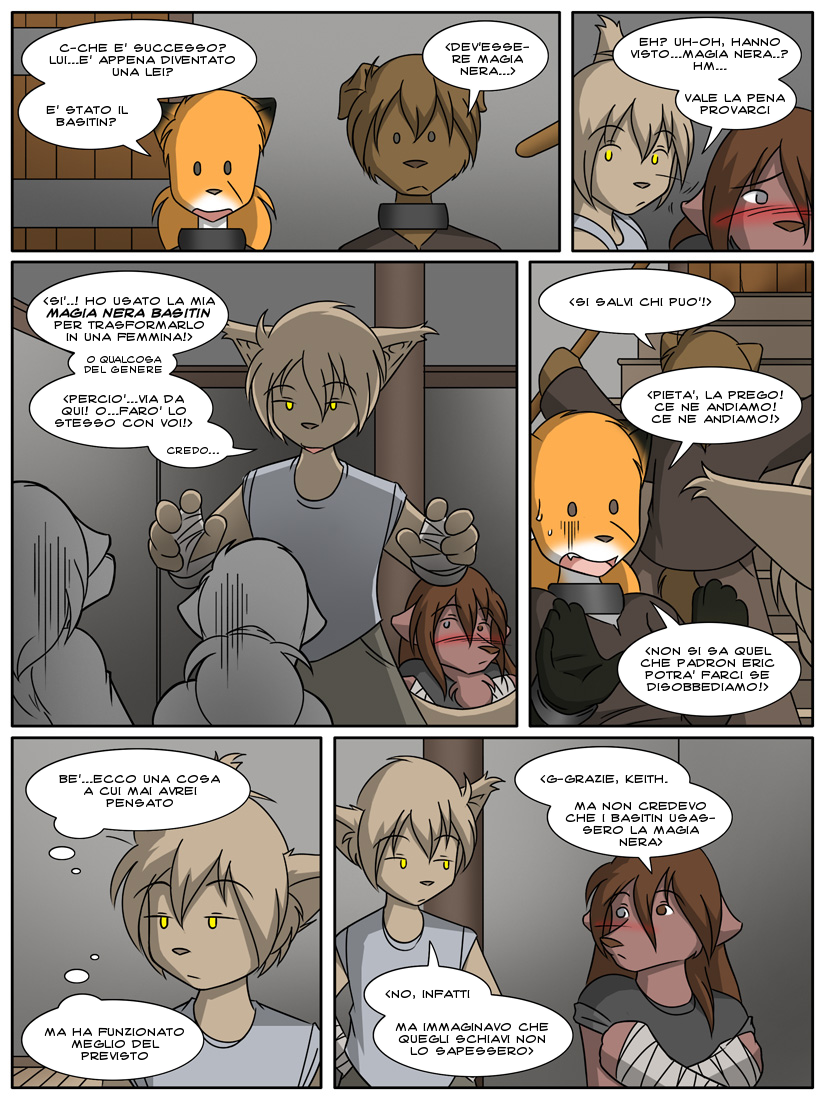 C-CHE E' SUCCESSO?
LUI...E' APPENA DIVENTATO
UNA LEI?
E' STATO IL
BASITIN?
<DEV'ESSE-
RE MAGIA
NERA...>
EH? UH-OH, HANNO
VISTO...MAGIA NERA..?
HM...
VALE LA PENA
PROVARCI
<SI'..! HO USATO LA MIA
MAGIA NERA BASITIN
PER TRASFORMARLO
IN UNA FEMMINA!>
O QUALCOSA
DEL GENERE
<PERCIO'...VIA DA
QUI! O...FARO' LO
STESSO CON VOI!>
CREDO...
<SI SALVI CHI PUO'!>
<PIETA', LA PREGO!
CE NE ANDIAMO!
CE NE ANDIAMO!>
<NON SI SA QUEL
CHE PADRON ERIC
POTRA' FARCI SE
DISOBBEDIAMO!>
BE'...ECCO UNA COSA
A CUI MAI AVREI
PENSATO
MA HA FUNZIONATO
MEGLIO DEL
PREVISTO
<G-GRAZIE, KEITH.
MA NON CREDEVO
CHE I BASITIN USAS-
SERO LA MAGIA
NERA>
<NO, INFATTI
MA IMMAGINAVO CHE
QUEGLI SCHIAVI NON
LO SAPESSERO>